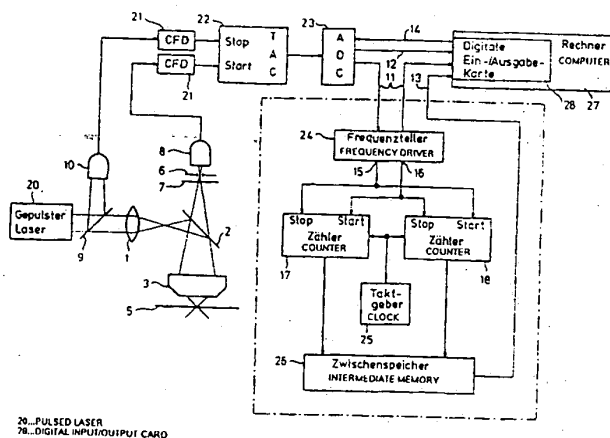 21
22
23
14
CFD
Stop
T
A
C
A
D
C
12
Digitale
Ein-/Ausgabe-
Karte
Rechner
COMPUTER
CFD
Start
11
13
21
28
27
10
8
6
7
24
Frequenzteiler
FREQUENCY DRIVER
15
16
20
Gepulster
Laser
9
1
2
Stop
Start
Stop
Start
Zähler
COUNTER
Zähler
COUNTER
17
18
3
5
Takt-
geber
CLOCK
25
26
Zwischenspeicher
INTERMEDIATE MEMORY
20...PULSED LASER
28...DIGITAL INPUT/OUTPUT CARD